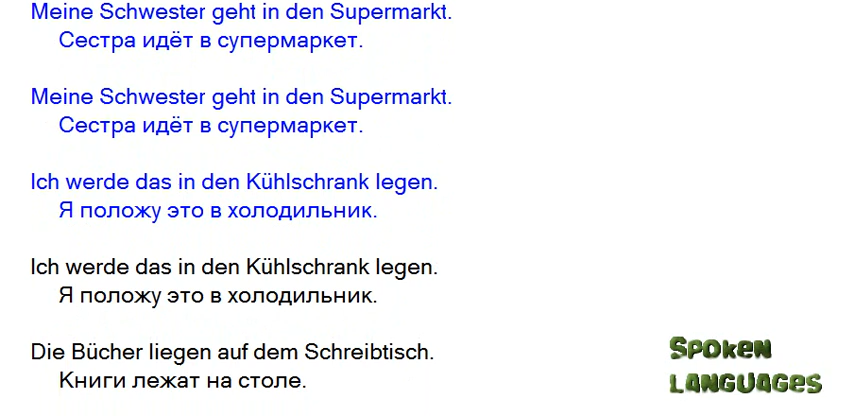 Meine Schwester geht in den Supermarkt.
Сестра идёт в супермаркет.
Meine Schwester geht in den Supermarkt.
Сестра идёт в супермаркет.
Ich werde das in den Kühlschrank legen.
Я положу это в холодильник.
Ich werde das in den Kühlschrank legen.
Я положу это в холодильник.
Die Bücher liegen auf dem Schreibtisch.
Книги лежат на столе.
Spoken
Languages